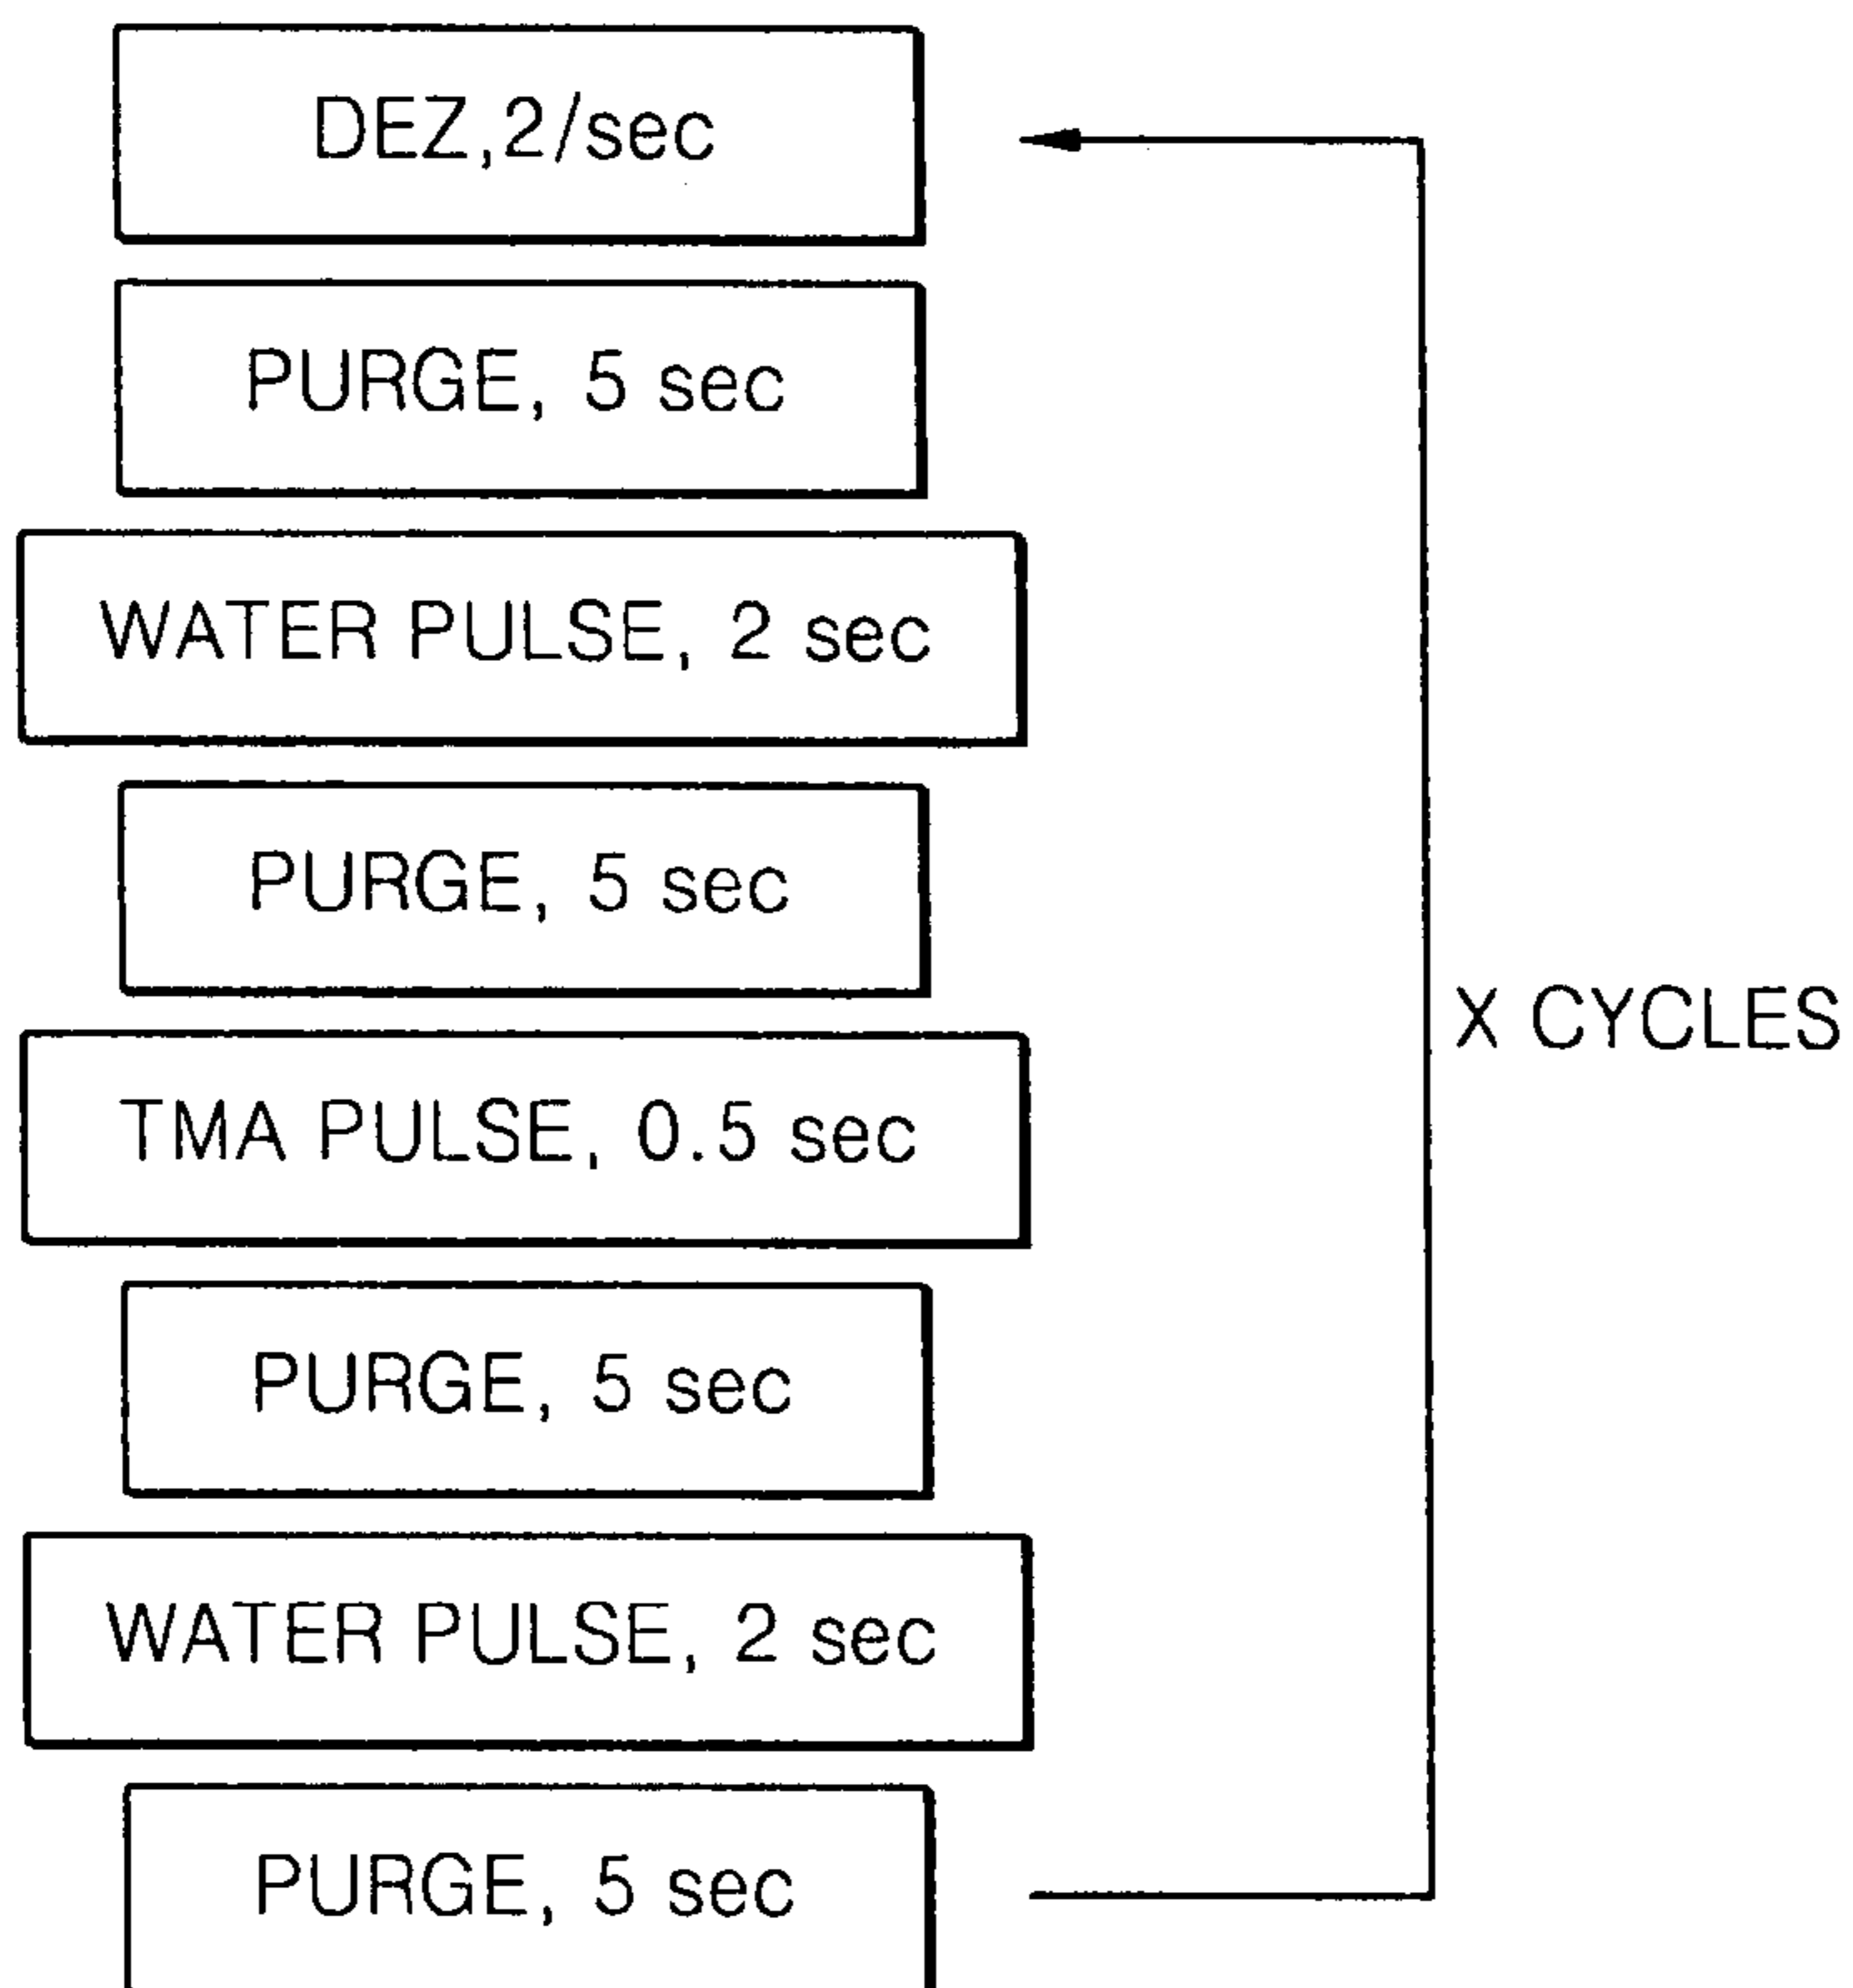 DEZ,2/sec
PURGE, 5 sec
WATER PULSE, 2 sec
PURGE, 5 sec
X CYCLES
TMA PULSE, 0.5 sec
PURGE, 5 sec
WATER PULSE, 2 sec
PURGE, 5 sec